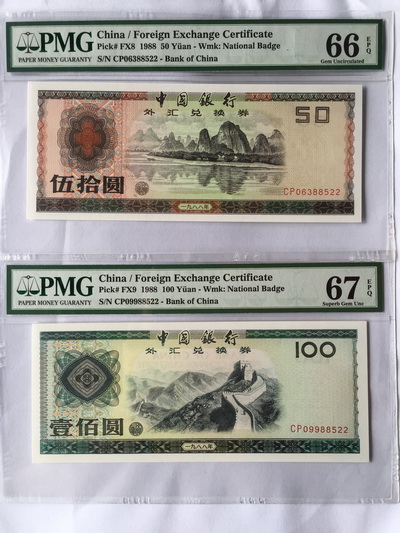 PMG
PAPER MONEY GUARANTY
China / Foreign Exchange Certificate
Pick# FX8 1988 50 Yüan - Wmk: National Badge
S/N CP06388522 - Bank of China
66 EPQ
Gem Uncirculated
中国银行
外汇兑换券
50
伍拾圆
CP06388522
一九八八年
PMG
PAPER MONEY GUARANTY
China / Foreign Exchange Certificate
Pick# FX9 1988 100 Yüan - Wmk: National Badge
S/N CP09988522 - Bank of China
67 EPQ
Superb Gem Unc
中国银行
外汇兑换券
100
壹佰圆
CP09988522
一九八八年